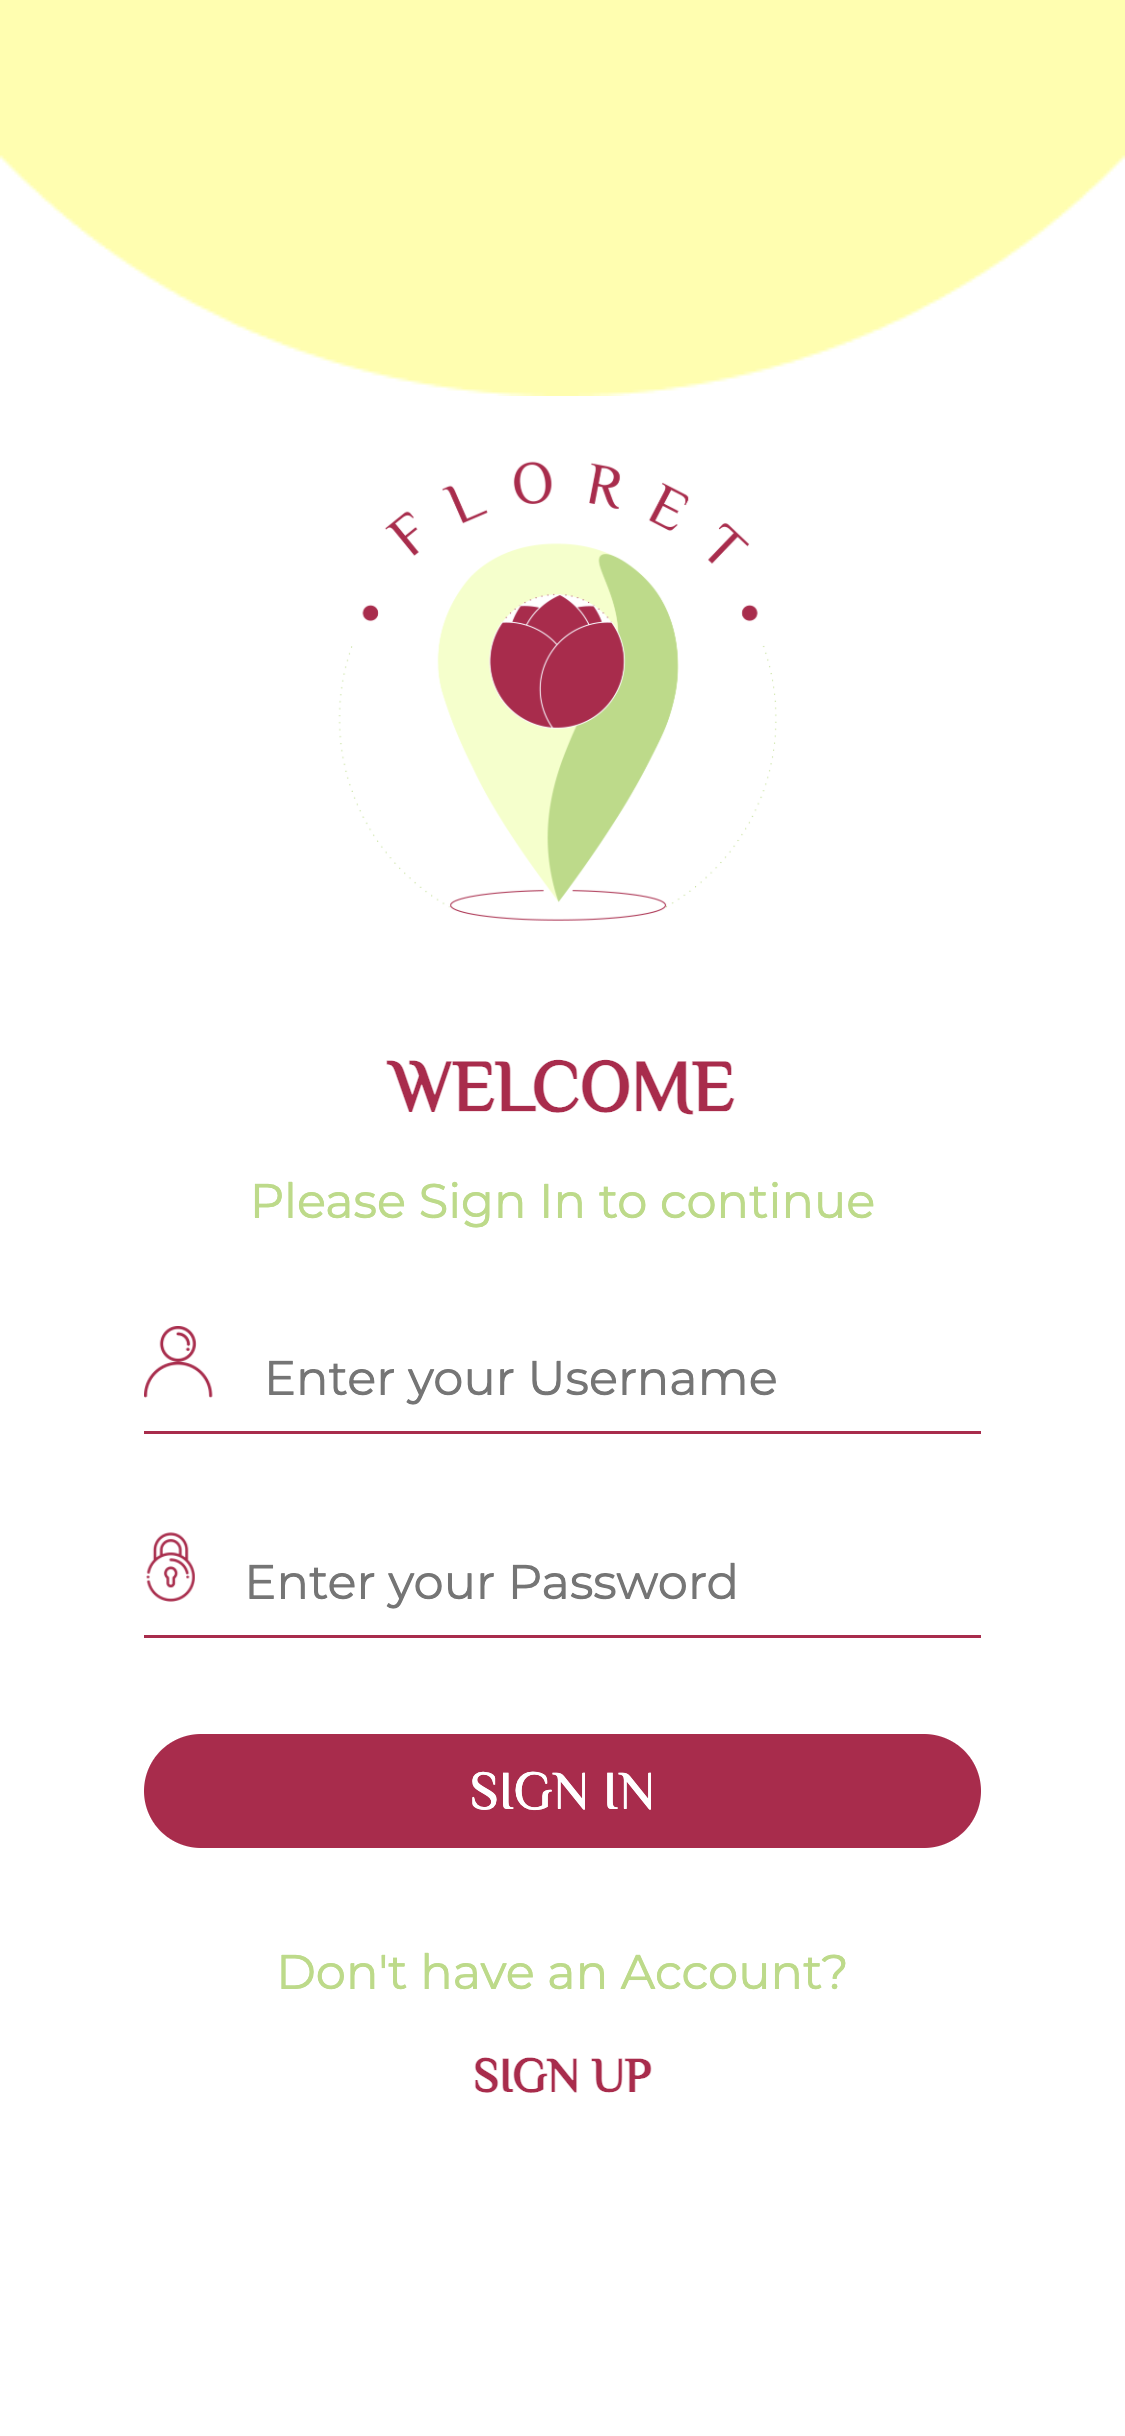 FLORET
WELCOME
Please Sign In to continue
Enter your Username
Enter your Password
SIGN IN
Don't have an Account?
SIGN UP